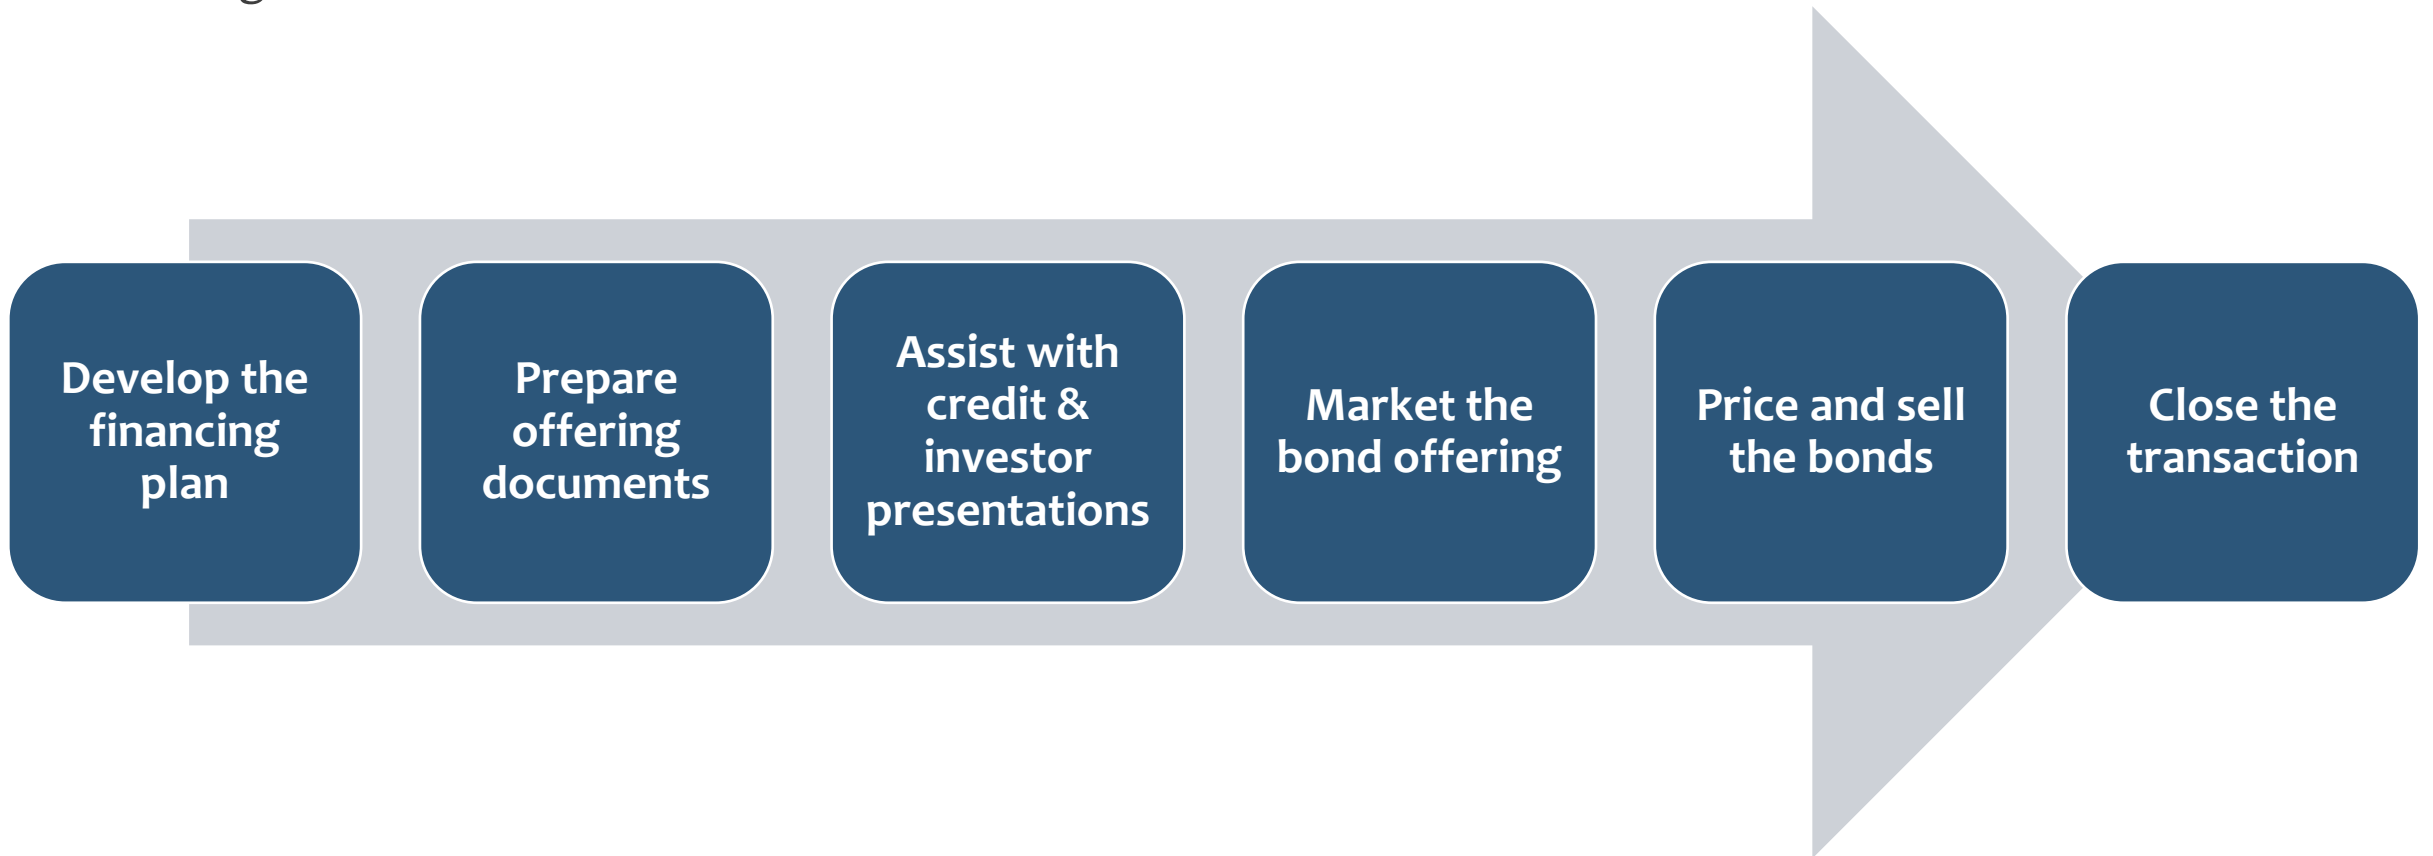 Develop the
financing
plan
Prepare
offering
documents
Assist with
credit &
investor
presentations
Market the
bond offering
Price and sell
the bonds
Close the
transaction